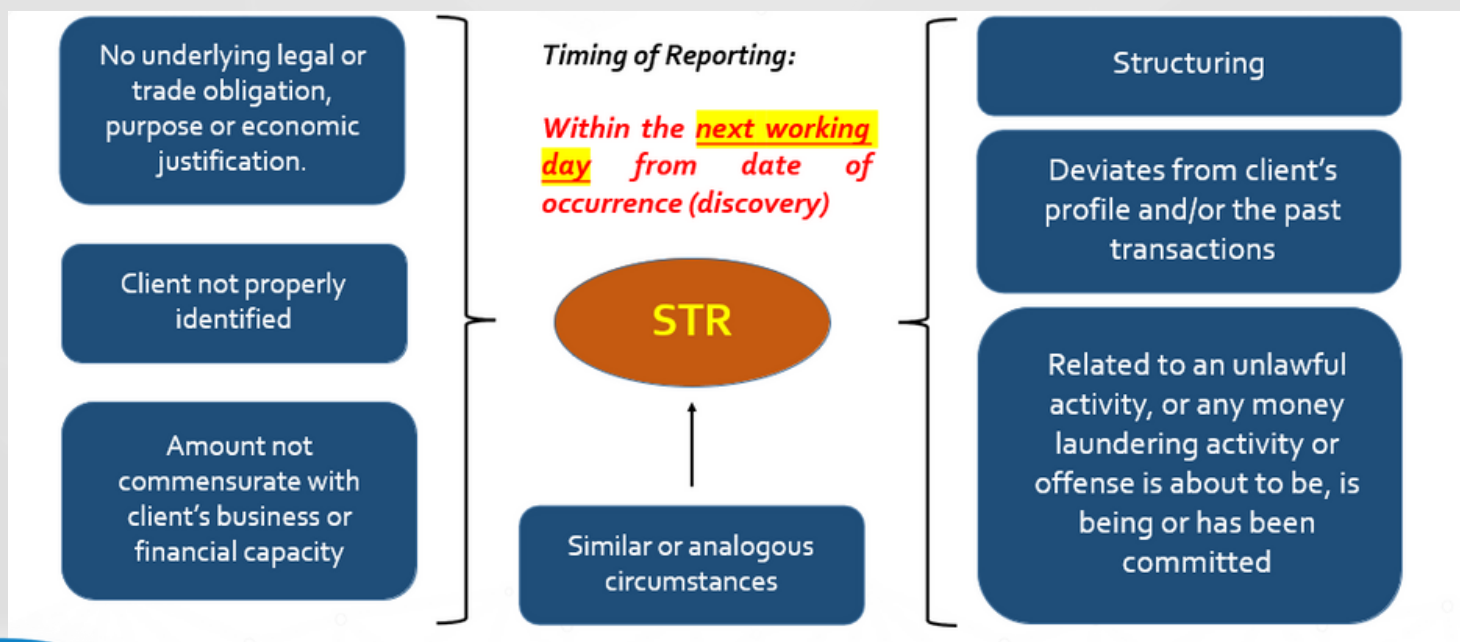 No underlying legal or
trade obligation,
purpose or economic
justification.
Client not properly
identified
Amount not
commensurate with
client's business or
financial capacity
Timing of Reporting:
Within the next working
day from date of
occurrence (discovery)
STR
Similar or analogous
circumstances
Structuring
Deviates from client's
profile and/or the past
transactions
Related to an unlawful
activity, or any money
laundering activity or
offense is about to be, is
being or has been
committed